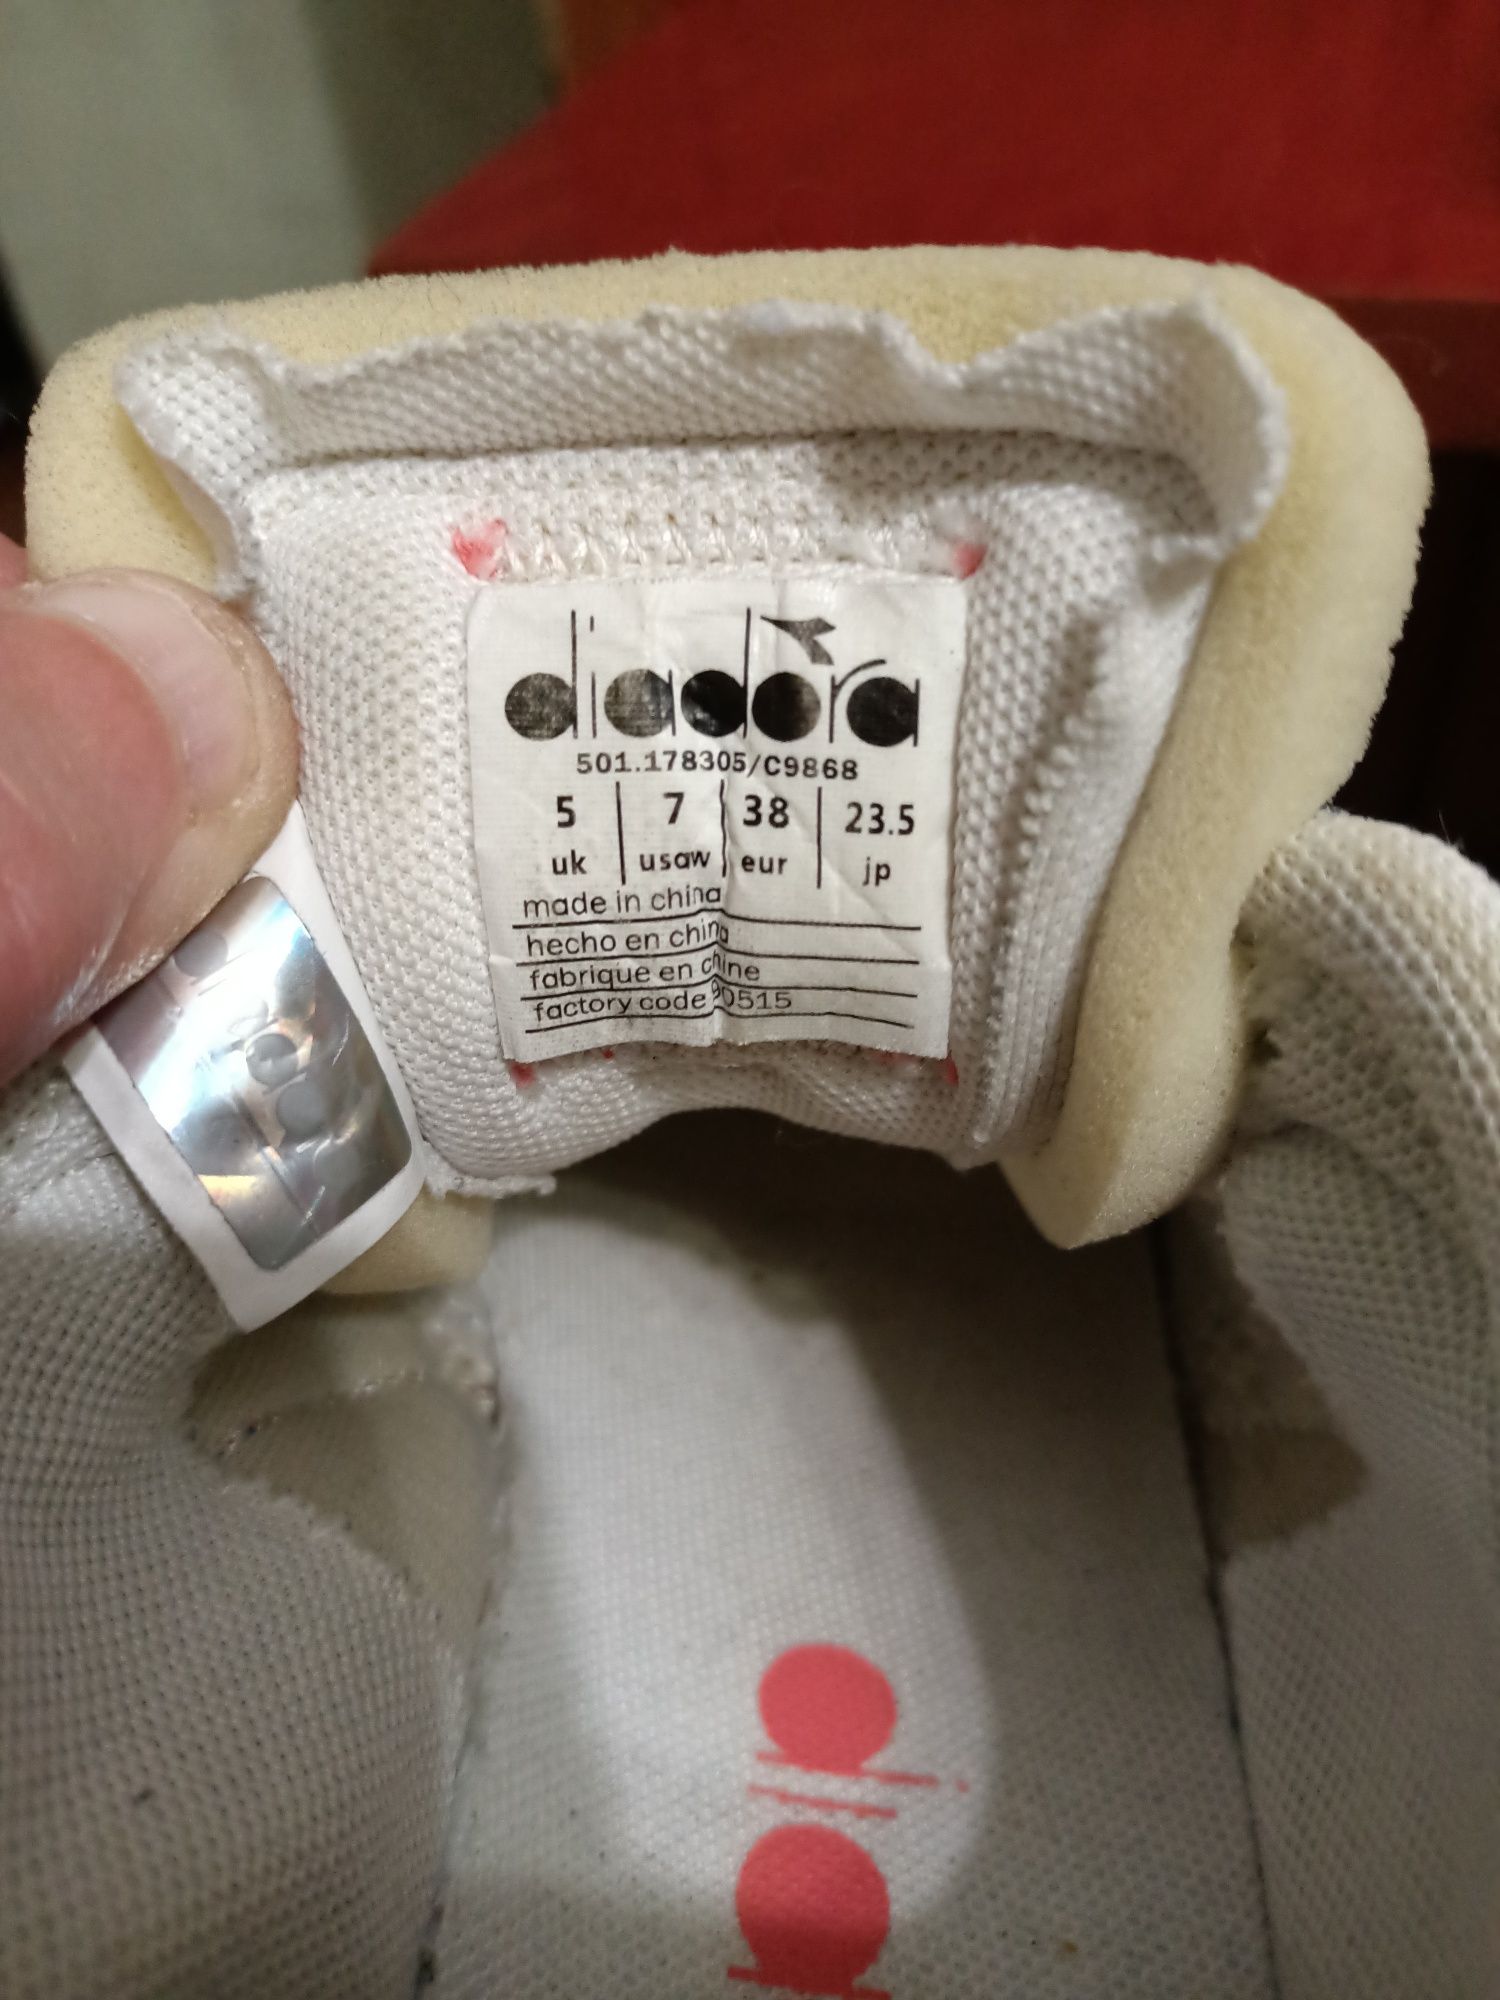 diadora
501.178305/C9868
5 | 7 | 38 | 23.5
uk | usaw | eur | jp
made in china
hecho en china
fabrique en chine
factory code 90515